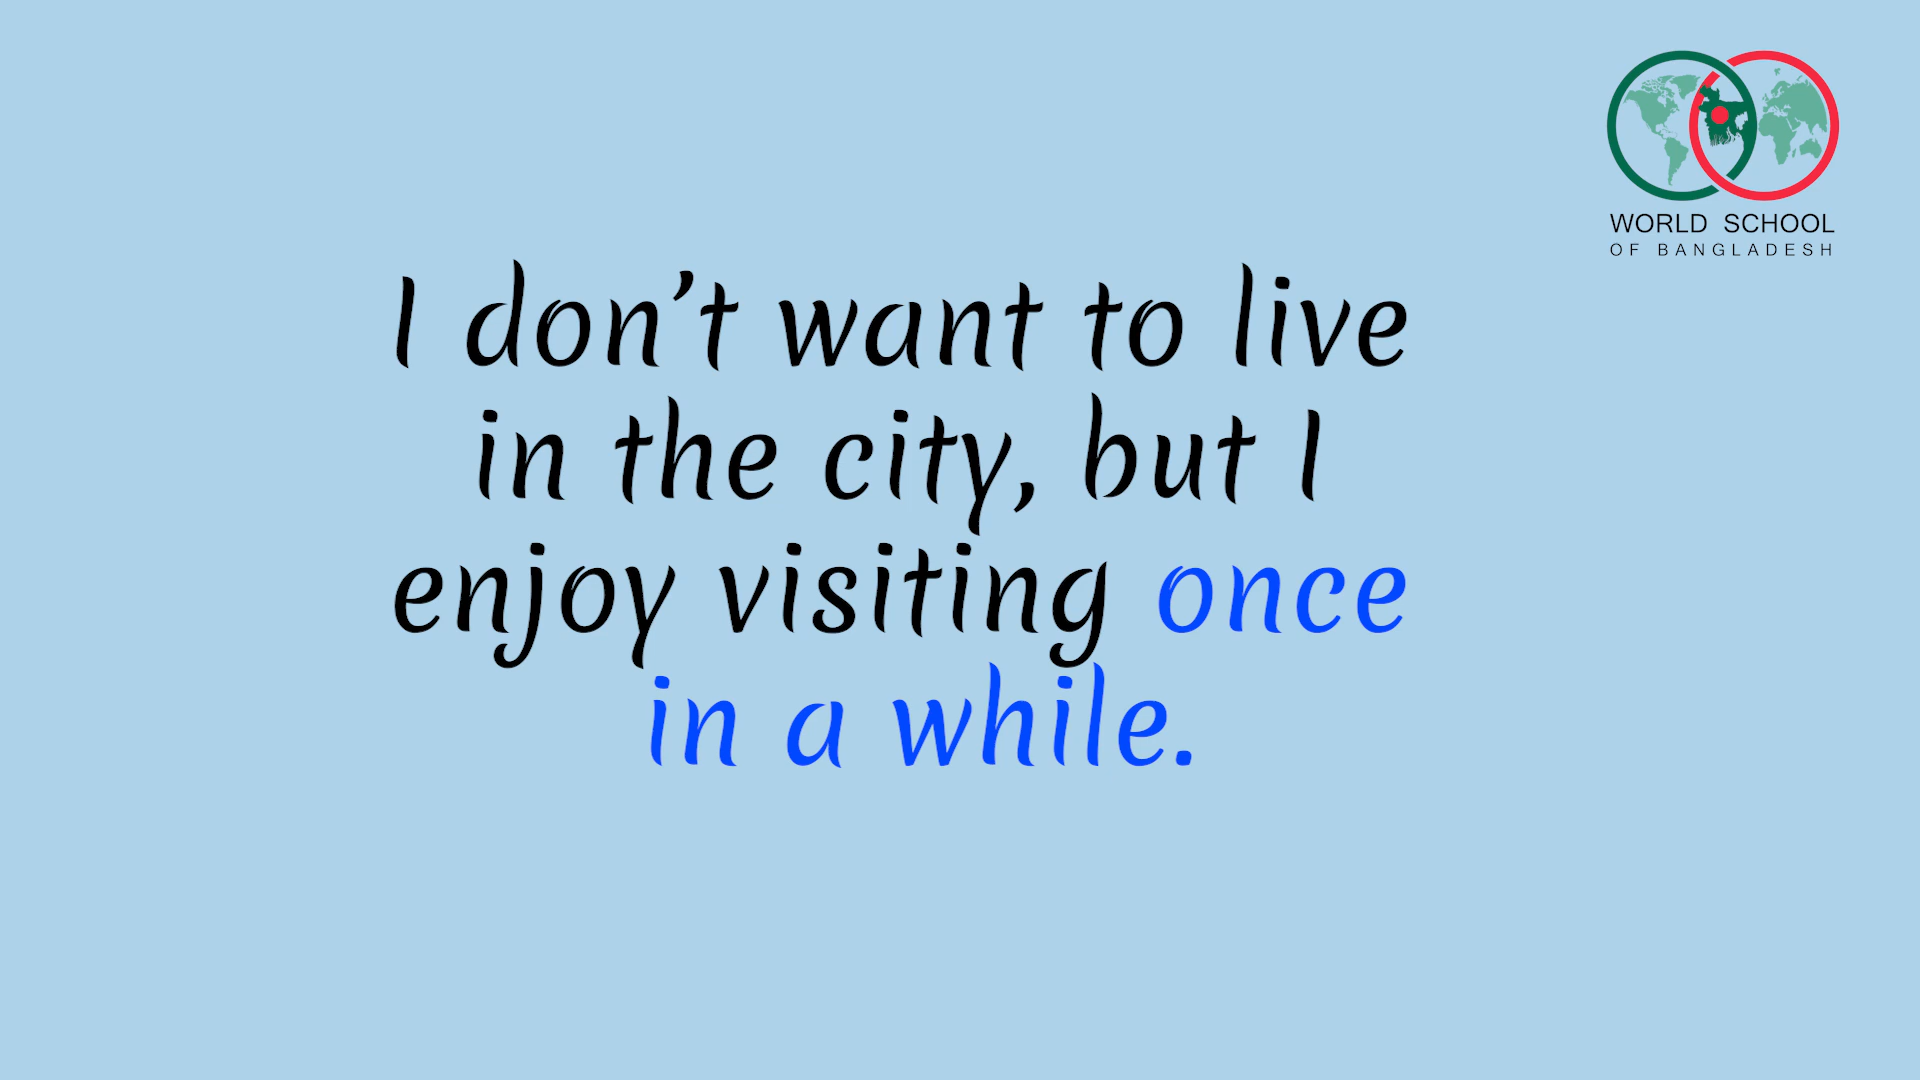 WORLD SCHOOL
OF BANGLADESH
I don’t want to live
in the city, but I
enjoy visiting once
in a while.